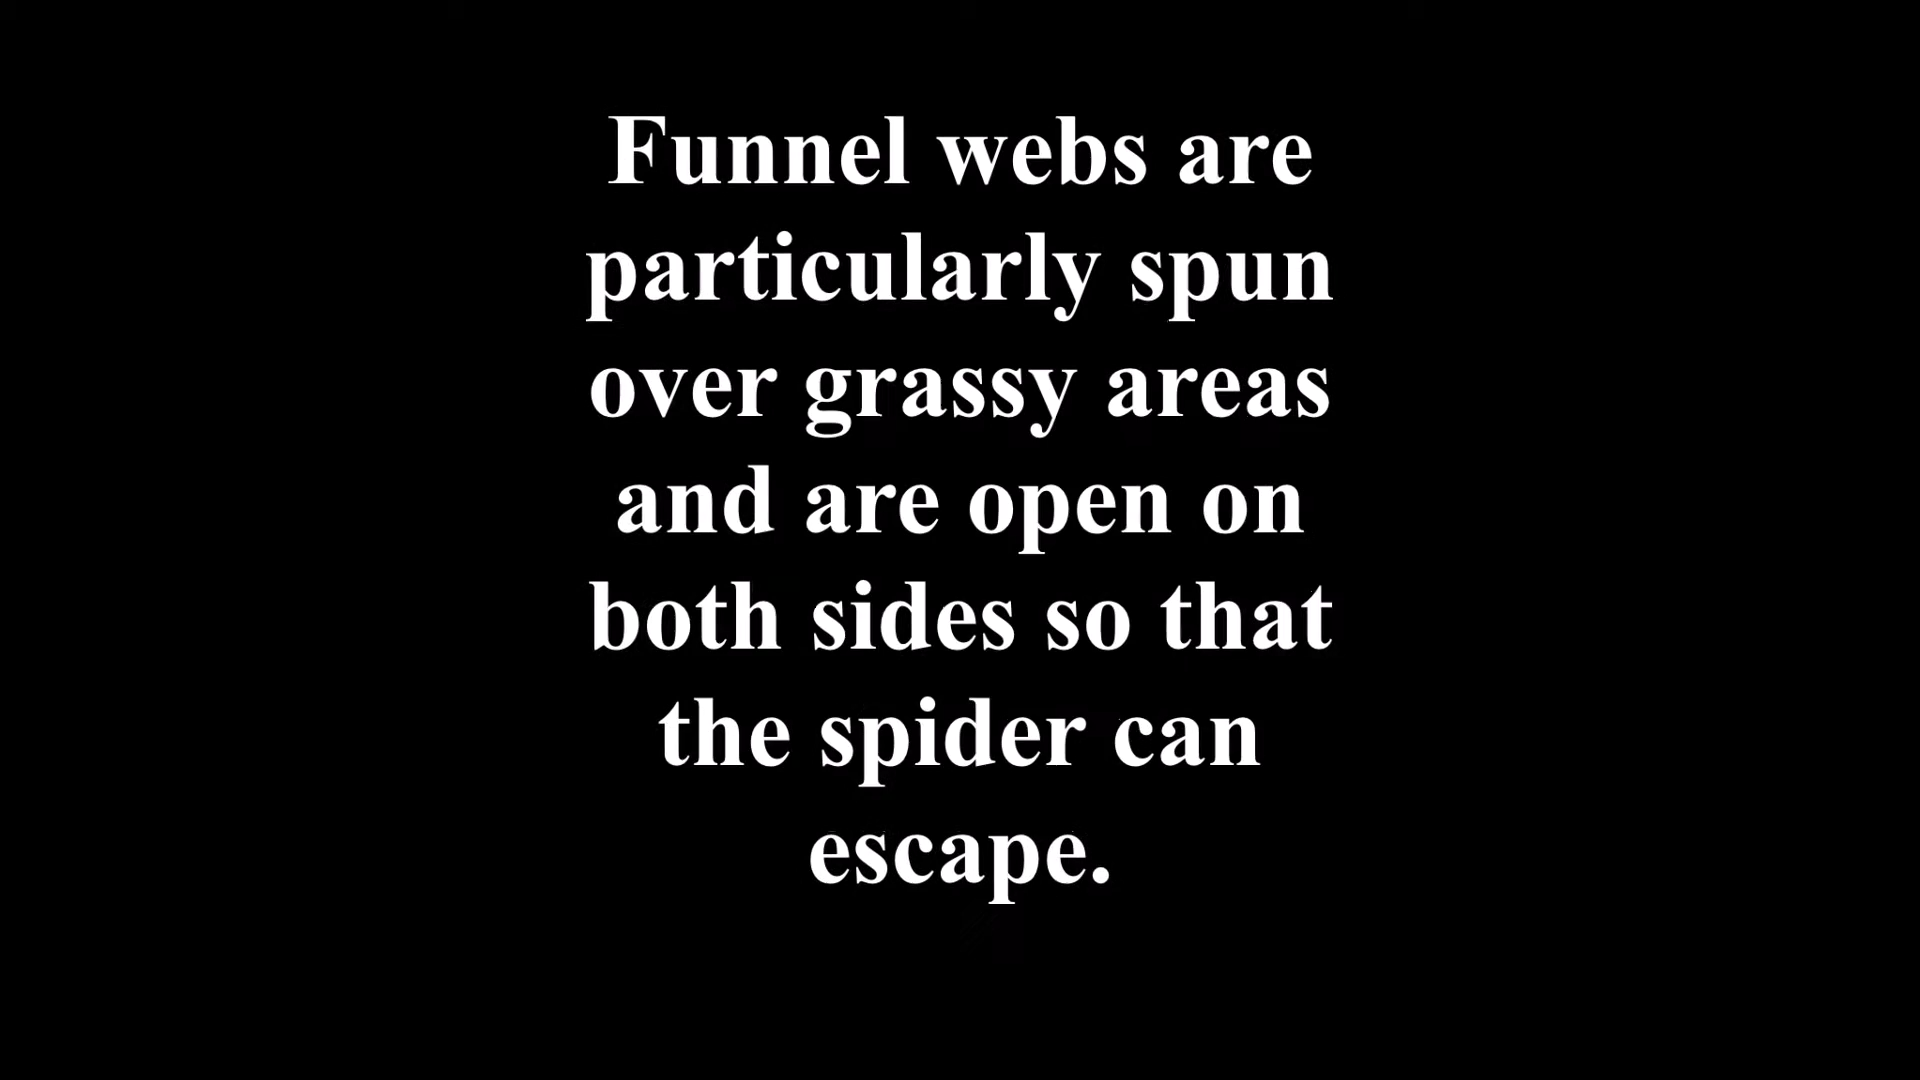 Funnel webs are
particularly spun
over grassy areas
and are open on
both sides so that
the spider can
escape.